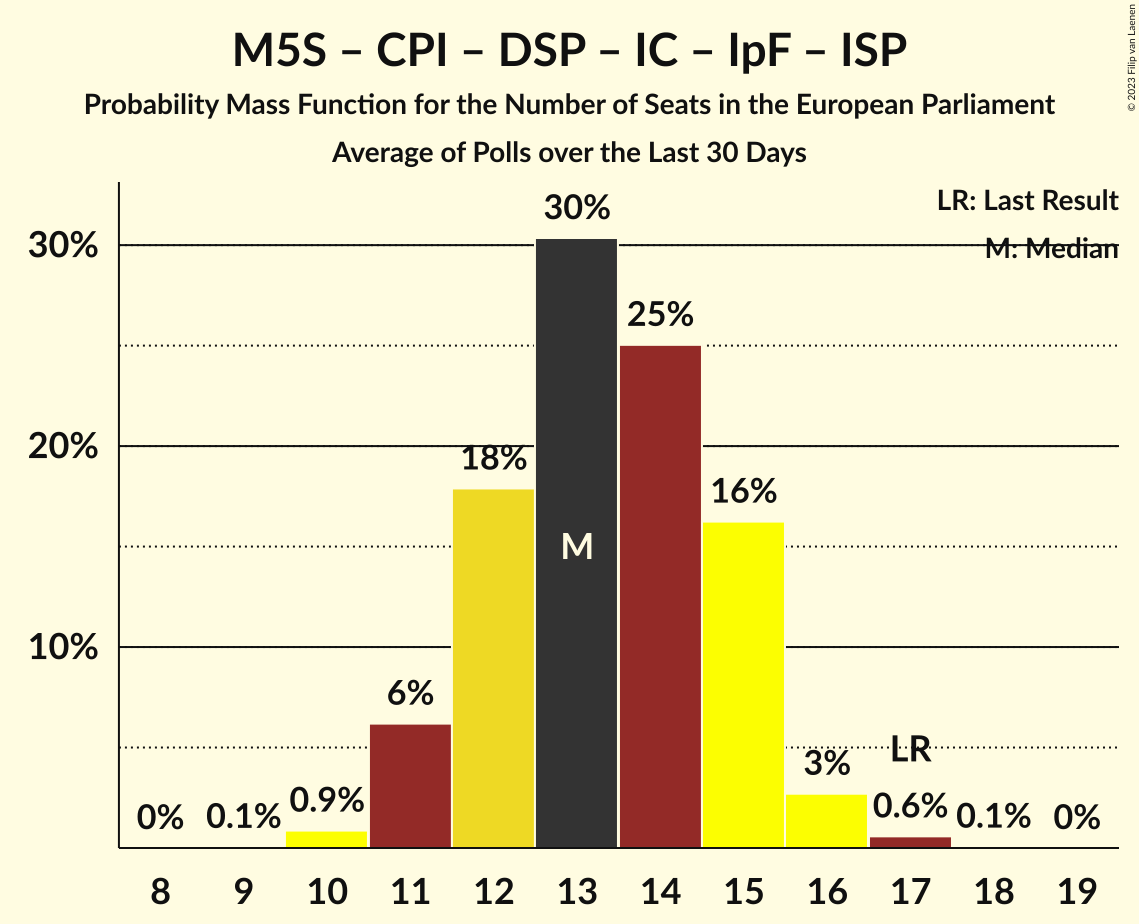 M5S – CPI – DSP – IC – IpF – ISP
Probability Mass Function for the Number of Seats in the European Parliament
Average of Polls over the Last 30 Days
© 2023 Filip van Laenen
LR: Last Result
M: Median
30%
20%
10%
0%
0.1%
0.9%
6%
18%
30%
M
25%
16%
3%
LR
0.6%
0.1%
0%
8 9 10 11 12 13 14 15 16 17 18 19